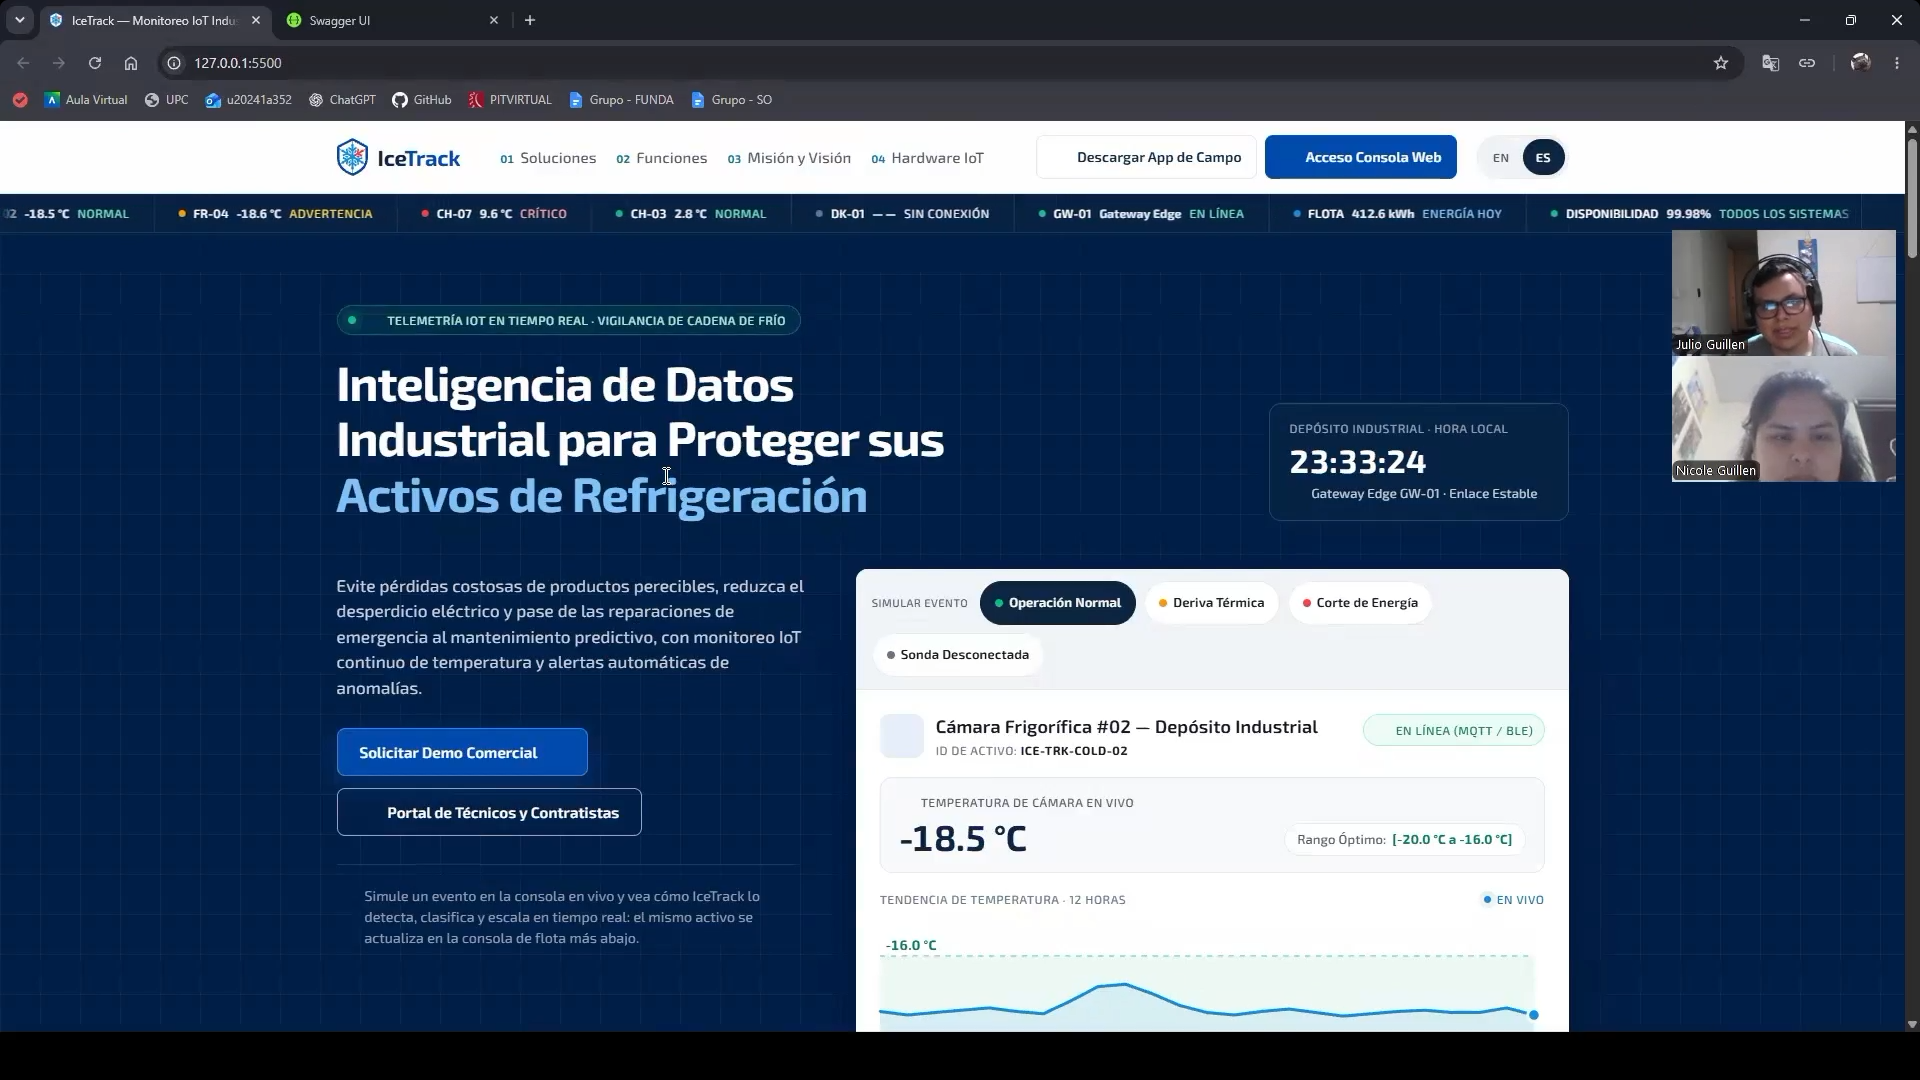 IceTrack — Monitoreo IoT Indu
Swagger UI
127.0.0.1:5500
Aula Virtual
UPC
u20241a352
ChatGPT
GitHub
PITVIRTUAL
Grupo - FUNDA
Grupo - SO
IceTrack
01 Soluciones
02 Funciones
03 Misión y Visión
04 Hardware IoT
Descargar App de Campo
Acceso Consola Web
EN
ES
02 -18.5 °C NORMAL
FR-04 -18.6 °C ADVERTENCIA
CH-07 9.6 °C CRÍTICO
CH-03 2.8 °C NORMAL
DK-01 — — SIN CONEXIÓN
GW-01 Gateway Edge EN LÍNEA
FLOTA 412.6 kWh ENERGÍA HOY
DISPONIBILIDAD 99.98% TODOS LOS SISTEMAS
TELEMETRÍA IOT EN TIEMPO REAL · VIGILANCIA DE CADENA DE FRÍO
Inteligencia de Datos
Industrial para Proteger sus
Activos de Refrigeración
DEPÓSITO INDUSTRIAL · HORA LOCAL
23:33:24
Gateway Edge GW-01 · Enlace Estable
Julio Guillen
Nicole Guillen
Evite pérdidas costosas de productos perecibles, reduzca el
desperdicio eléctrico y pase de las reparaciones de
emergencia al mantenimiento predictivo, con monitoreo IoT
continuo de temperatura y alertas automáticas de
anomalías.
Solicitar Demo Comercial
Portal de Técnicos y Contratistas
Simule un evento en la consola en vivo y vea cómo IceTrack lo
detecta, clasifica y escala en tiempo real: el mismo activo se
actualiza en la consola de flota más abajo.
SIMULAR EVENTO
Operación Normal
Deriva Térmica
Corte de Energía
Sonda Desconectada
Cámara Frigorífica #02 — Depósito Industrial
ID DE ACTIVO: ICE-TRK-COLD-02
EN LÍNEA (MQTT / BLE)
TEMPERATURA DE CÁMARA EN VIVO
-18.5 °C
Rango Óptimo: [-20.0 °C a -16.0 °C]
TENDENCIA DE TEMPERATURA · 12 HORAS
EN VIVO
-16.0 °C